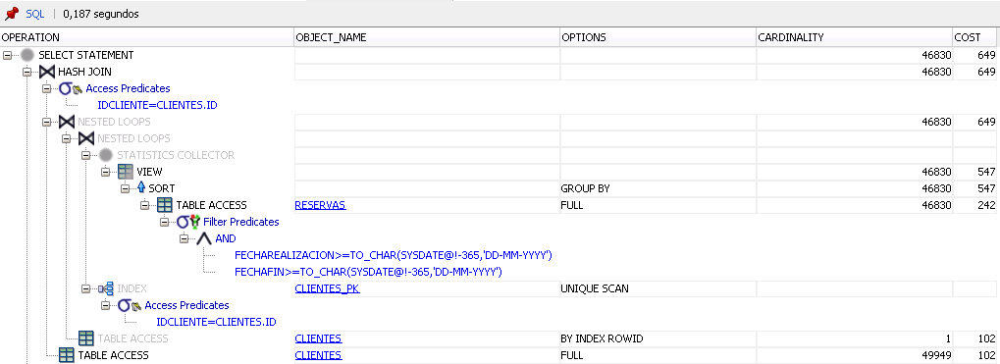 SQL | 0,187 segundos
OPERATION OBJECT_NAME OPTIONS CARDINALITY COST
SELECT STATEMENT 46830 649
HASH JOIN 46830 649
Access Predicates
IDCLIENTE=CLIENTES.ID
NESTED LOOPS 46830 649
NESTED LOOPS
STATISTICS COLLECTOR
VIEW 46830 547
SORT GROUP BY 46830 547
TABLE ACCESS RESERVAS FULL 46830 242
Filter Predicates
AND
FECHAREALIZACION>=TO_CHAR(SYSDATE@!-365,'DD-MM-YYYY')
FECHAFIN>=TO_CHAR(SYSDATE@!-365,'DD-MM-YYYY')
INDEX CLIENTES_PK UNIQUE SCAN
Access Predicates
IDCLIENTE=CLIENTES.ID
TABLE ACCESS CLIENTES BY INDEX ROWID 1 102
TABLE ACCESS CLIENTES FULL 49949 102